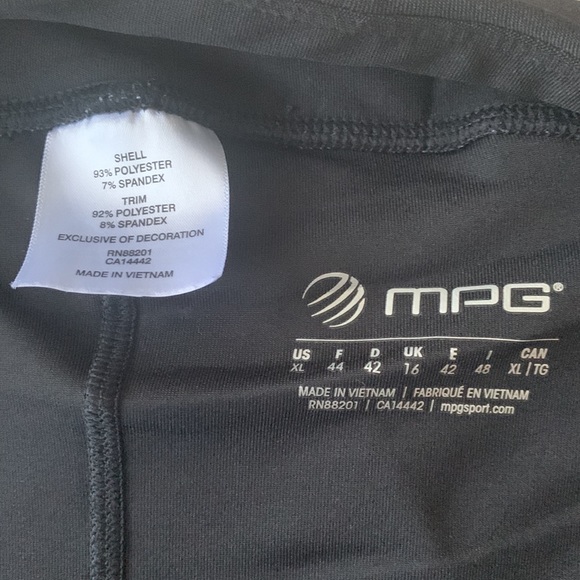 SHELL
93% POLYESTER
7% SPANDEX
TRIM
92% POLYESTER
8% SPANDEX
EXCLUSIVE OF DECORATION
RN88201
CA14442
MADE IN VIETNAM
MPG®
US F D UK E I CAN
XL 44 42 16 42 48 XL | TG
MADE IN VIETNAM | FABRIQUÉ EN VIETNAM
RN88201 | CA14442 | mpgsport.com